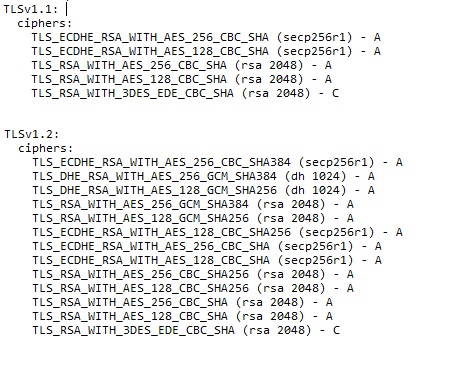 TLSv1.1:
ciphers:
TLS_ECDHE_RSA_WITH_AES_256_CBC_SHA (secp256r1) - A
TLS_ECDHE_RSA_WITH_AES_128_CBC_SHA (secp256r1) - A
TLS_RSA_WITH_AES_256_CBC_SHA (rsa 2048) - A
TLS_RSA_WITH_AES_128_CBC_SHA (rsa 2048) - A
TLS_RSA_WITH_3DES_EDE_CBC_SHA (rsa 2048) - C
TLSv1.2:
ciphers:
TLS_ECDHE_RSA_WITH_AES_256_CBC_SHA384 (secp256r1) - A
TLS_DHE_RSA_WITH_AES_256_GCM_SHA384 (dh 1024) - A
TLS_DHE_RSA_WITH_AES_128_GCM_SHA256 (dh 1024) - A
TLS_RSA_WITH_AES_256_GCM_SHA384 (rsa 2048) - A
TLS_RSA_WITH_AES_128_GCM_SHA256 (rsa 2048) - A
TLS_ECDHE_RSA_WITH_AES_128_CBC_SHA256 (secp256r1) - A
TLS_ECDHE_RSA_WITH_AES_256_CBC_SHA (secp256r1) - A
TLS_ECDHE_RSA_WITH_AES_128_CBC_SHA (secp256r1) - A
TLS_RSA_WITH_AES_256_CBC_SHA256 (rsa 2048) - A
TLS_RSA_WITH_AES_128_CBC_SHA256 (rsa 2048) - A
TLS_RSA_WITH_AES_256_CBC_SHA (rsa 2048) - A
TLS_RSA_WITH_AES_128_CBC_SHA (rsa 2048) - A
TLS_RSA_WITH_3DES_EDE_CBC_SHA (rsa 2048) - C